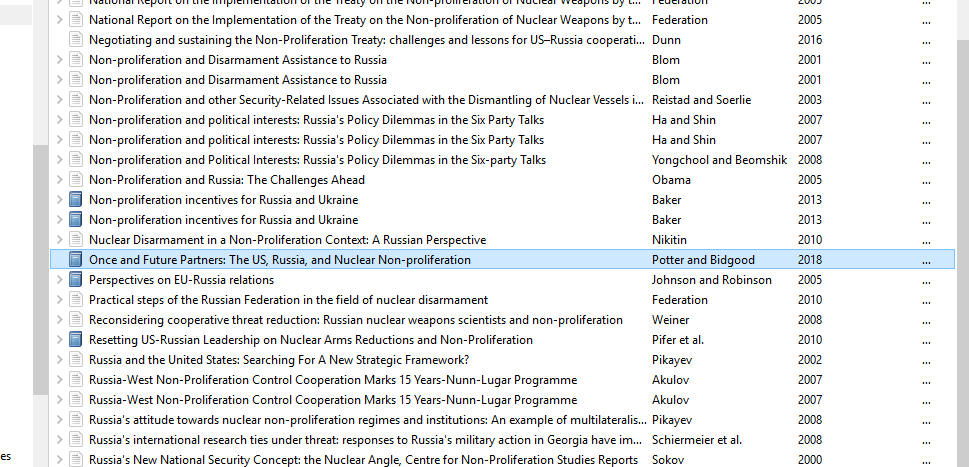 National Report on the Implementation of the Treaty on the Non-proliferation of Nuclear Weapons by t... Federation 2005 ...
National Report on the Implementation of the Treaty on the Non-proliferation of Nuclear Weapons by t... Federation 2005 ...
Negotiating and sustaining the Non-Proliferation Treaty: challenges and lessons for US–Russia cooperati... Dunn 2016 ...
Non-proliferation and Disarmament Assistance to Russia Blom 2001 ...
Non-proliferation and Disarmament Assistance to Russia Blom 2001 ...
Non-Proliferation and other Security-Related Issues Associated with the Dismantling of Nuclear Vessels i... Reistad and Soerlie 2003 ...
Non-proliferation and political interests: Russia's Policy Dilemmas in the Six Party Talks Ha and Shin 2007 ...
Non-proliferation and political interests: Russia's Policy Dilemmas in the Six Party Talks Ha and Shin 2007 ...
Non-proliferation and Political Interests: Russia's Policy Dilemmas in the Six-party Talks Yongchool and Beomshik 2008 ...
Non-Proliferation and Russia: The Challenges Ahead Obama 2005 ...
Non-proliferation incentives for Russia and Ukraine Baker 2013 ...
Non-proliferation incentives for Russia and Ukraine Baker 2013 ...
Nuclear Disarmament in a Non-Proliferation Context: A Russian Perspective Nikitin 2010 ...
Once and Future Partners: The US, Russia, and Nuclear Non-proliferation Potter and Bidgood 2018 ...
Perspectives on EU-Russia relations Johnson and Robinson 2005 ...
Practical steps of the Russian Federation in the field of nuclear disarmament Federation 2010 ...
Reconsidering cooperative threat reduction: Russian nuclear weapons scientists and non-proliferation Weiner 2008 ...
Resetting US-Russian Leadership on Nuclear Arms Reductions and Non-Proliferation Pifer et al. 2010 ...
Russia and the United States: Searching For A New Strategic Framework? Pikayev 2002 ...
Russia-West Non-Proliferation Control Cooperation Marks 15 Years-Nunn-Lugar Programme Akulov 2007 ...
Russia-West Non-Proliferation Control Cooperation Marks 15 Years-Nunn-Lugar Programme Akulov 2007 ...
Russia's attitude towards nuclear non-proliferation regimes and institutions: An example of multilateralis... Pikayev 2008 ...
Russia's international research ties under threat: responses to Russia's military action in Georgia have im... Schiermeier et al. 2008 ...
es
Russia's New National Security Concept: the Nuclear Angle, Centre for Non-Proliferation Studies Reports Sokov 2000 ...